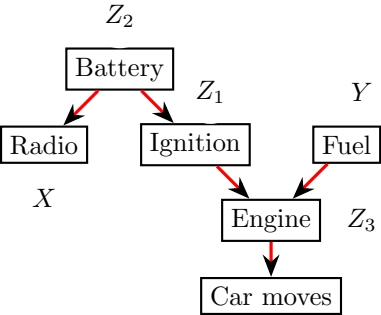 Z₂
Battery
Z₁
Y
Radio
Ignition
Fuel
X
Engine
Z₃
Car moves